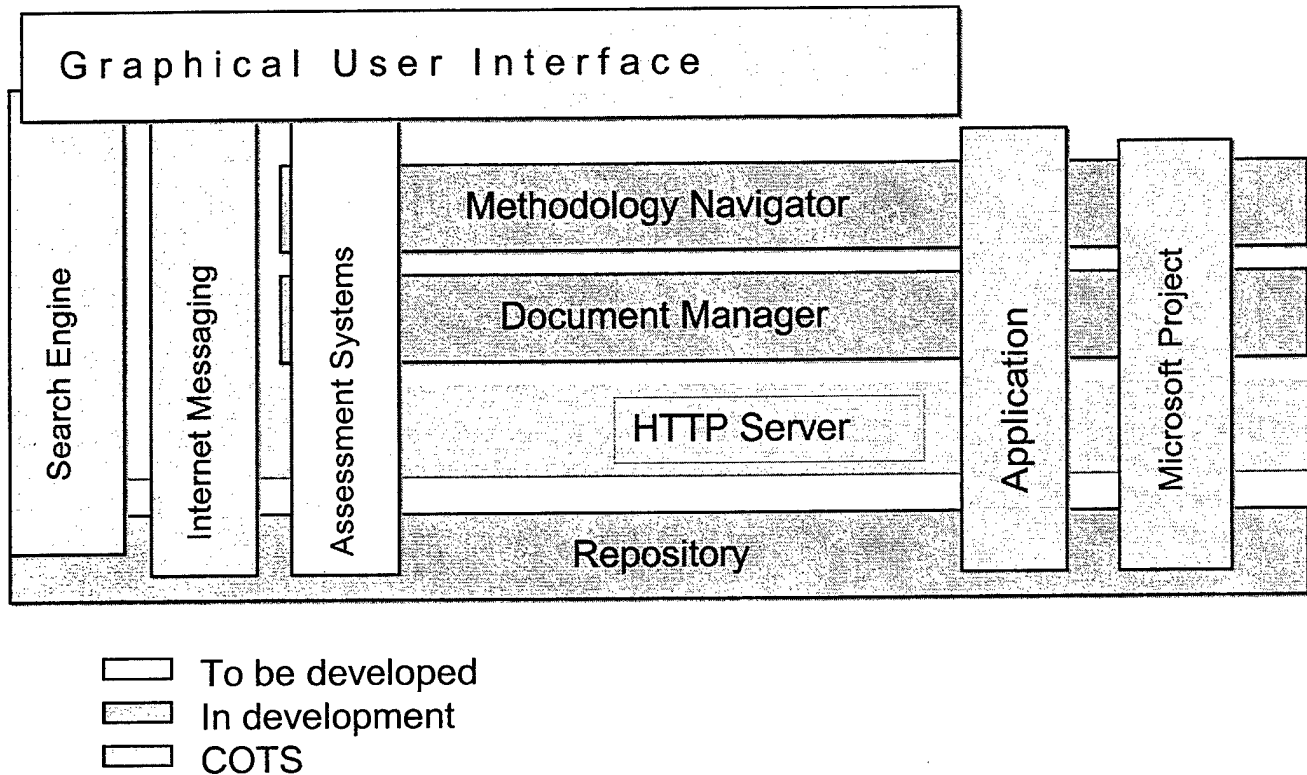 Graphical User Interface
Search Engine
Internet Messaging
Assessment Systems
Methodology Navigator
Document Manager
HTTP Server
Repository
Application
Microsoft Project
To be developed
In development
COTS